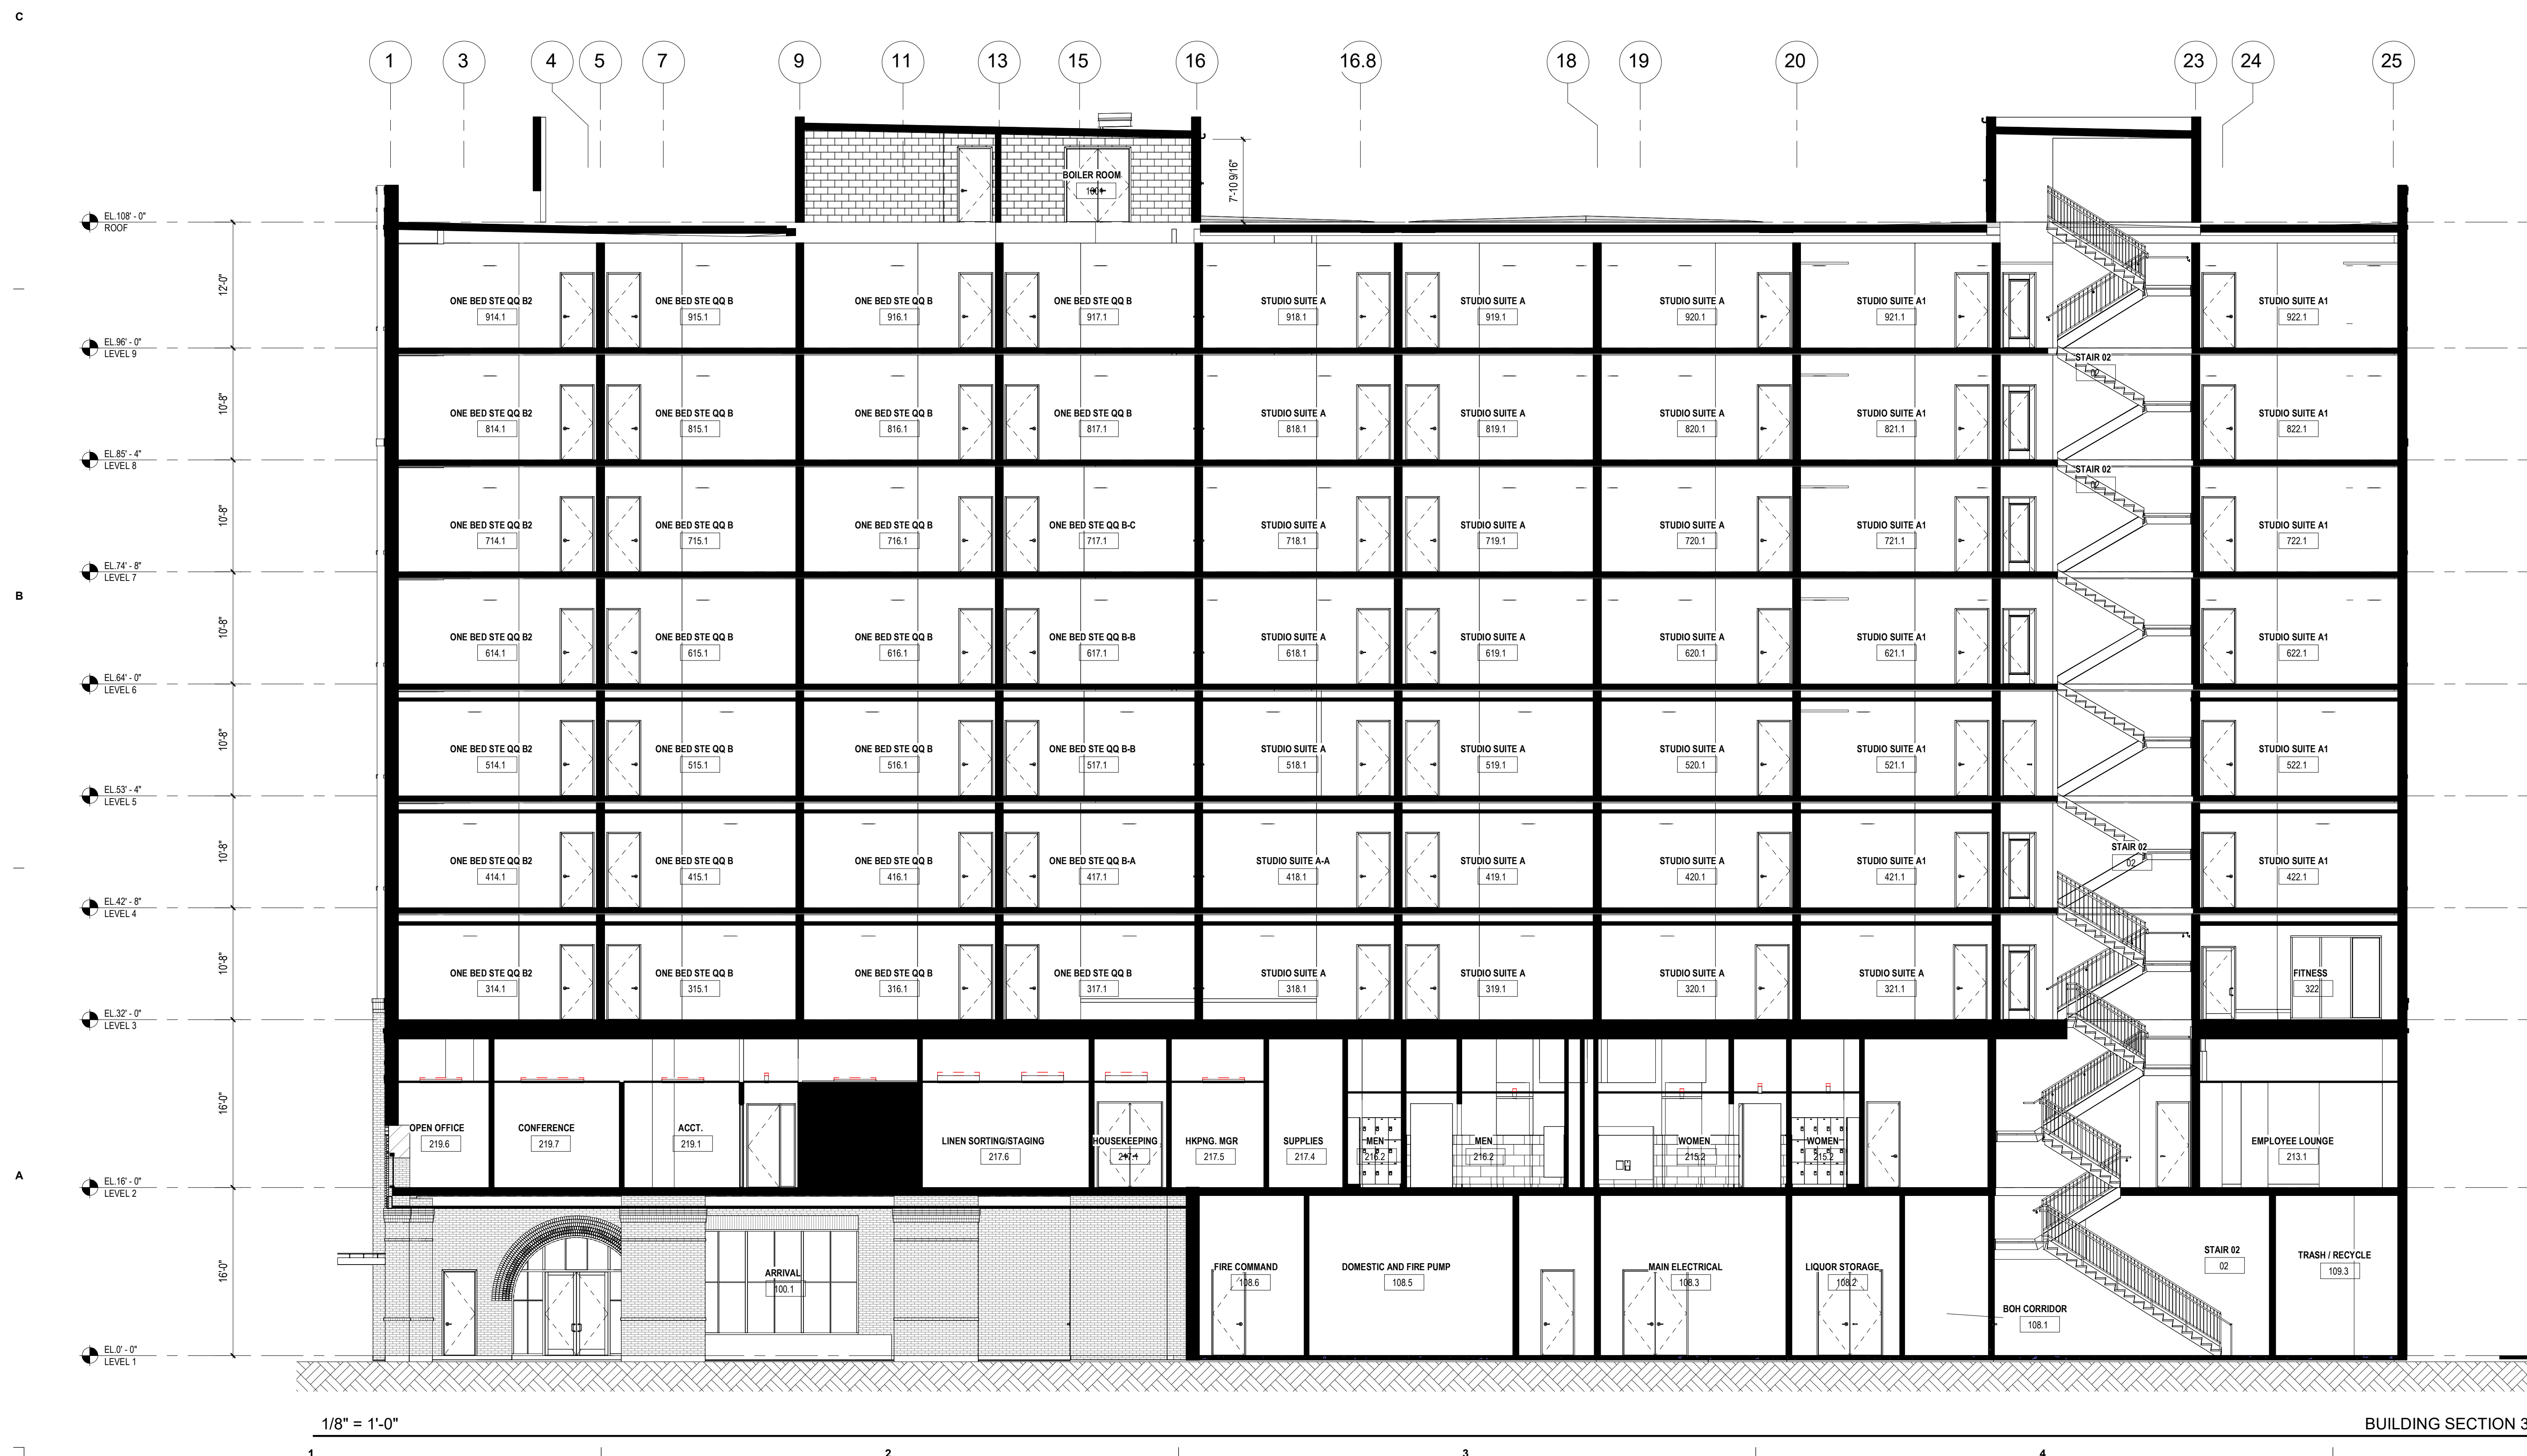 C
1 3 4 5 7 9 11 13 15 16 16.8 18 19 20 23 24 25
7'-10 9/16"
BOILER ROOM
EL.108' - 0"
ROOF
12'-0"
ONE BED STE QQ B2 ONE BED STE QQ B ONE BED STE QQ B ONE BED STE QQ B STUDIO SUITE A STUDIO SUITE A STUDIO SUITE A STUDIO SUITE A1 STUDIO SUITE A1
914.1 915.1 916.1 917.1 918.1 919.1 920.1 921.1 922.1
EL.96' - 0"
LEVEL 9
STAIR 02
02
10'-8"
ONE BED STE QQ B2 ONE BED STE QQ B ONE BED STE QQ B ONE BED STE QQ B STUDIO SUITE A STUDIO SUITE A STUDIO SUITE A STUDIO SUITE A1 STUDIO SUITE A1
814.1 815.1 816.1 817.1 818.1 819.1 820.1 821.1 822.1
EL.85' - 4"
LEVEL 8
STAIR 02
02
10'-8"
ONE BED STE QQ B2 ONE BED STE QQ B ONE BED STE QQ B ONE BED STE QQ B-C STUDIO SUITE A STUDIO SUITE A STUDIO SUITE A STUDIO SUITE A1 STUDIO SUITE A1
714.1 715.1 716.1 717.1 718.1 719.1 720.1 721.1 722.1
EL.74' - 8"
LEVEL 7
B
10'-8"
ONE BED STE QQ B2 ONE BED STE QQ B ONE BED STE QQ B ONE BED STE QQ B-B STUDIO SUITE A STUDIO SUITE A STUDIO SUITE A STUDIO SUITE A1 STUDIO SUITE A1
614.1 615.1 616.1 617.1 618.1 619.1 620.1 621.1 622.1
EL.64' - 0"
LEVEL 6
10'-8"
ONE BED STE QQ B2 ONE BED STE QQ B ONE BED STE QQ B ONE BED STE QQ B-B STUDIO SUITE A STUDIO SUITE A STUDIO SUITE A STUDIO SUITE A1 STUDIO SUITE A1
514.1 515.1 516.1 517.1 518.1 519.1 520.1 521.1 522.1
EL.53' - 4"
LEVEL 5
10'-8"
STAIR 02
02
ONE BED STE QQ B2 ONE BED STE QQ B ONE BED STE QQ B ONE BED STE QQ B-A STUDIO SUITE A-A STUDIO SUITE A STUDIO SUITE A STUDIO SUITE A1 STUDIO SUITE A1
414.1 415.1 416.1 417.1 418.1 419.1 420.1 421.1 422.1
EL.42' - 8"
LEVEL 4
10'-8"
ONE BED STE QQ B2 ONE BED STE QQ B ONE BED STE QQ B ONE BED STE QQ B STUDIO SUITE A STUDIO SUITE A STUDIO SUITE A STUDIO SUITE A FITNESS
314.1 315.1 316.1 317.1 318.1 319.1 320.1 321.1 322
EL.32' - 0"
LEVEL 3
16'-0"
OPEN OFFICE CONFERENCE ACCT. LINEN SORTING/STAGING HOUSEKEEPING HKPNG. MGR SUPPLIES MEN MEN WOMEN WOMEN EMPLOYEE LOUNGE
219.6 219.7 219.1 217.6 217.1 217.5 217.4 216.2 216.2 215.2 215.2 213.1
A
EL.16' - 0"
LEVEL 2
16'-0"
ARRIVAL FIRE COMMAND DOMESTIC AND FIRE PUMP MAIN ELECTRICAL LIQUOR STORAGE STAIR 02 TRASH / RECYCLE
100.1 108.6 108.5 108.3 108.2 02 109.3
BOH CORRIDOR
108.1
EL.0' - 0"
LEVEL 1
1/8" = 1'-0" BUILDING SECTION 3
1 2 3 4